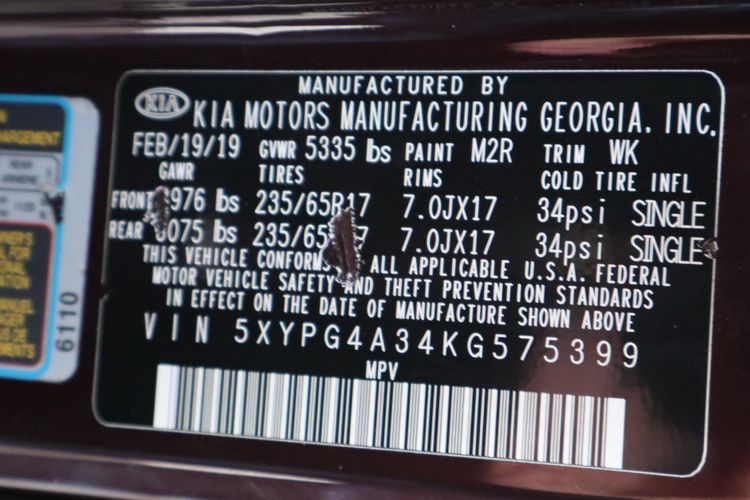 MANUFACTURED BY
KIA KIA MOTORS MANUFACTURING GEORGIA, INC.
FEB/19/19 GVWR 5335 lbs PAINT M2R TRIM WK
GAWR TIRES RIMS COLD TIRE INFL
FRONT lbs 235/65R17 7.0JX17 34psi SINGLE
REAR lbs 7.0JX17 34psi SINGLE
THIS VEHICLE ALL APPLICABLE U.S.A. FEDERAL
MOTOR VEHICLE SAFETY AND THEFT PREVENTION STANDARDS
IN EFFECT ON THE DATE OF MANUFACTURE SHOWN ABOVE
VIN 5XYPG4A34KG575399
MPV
6110